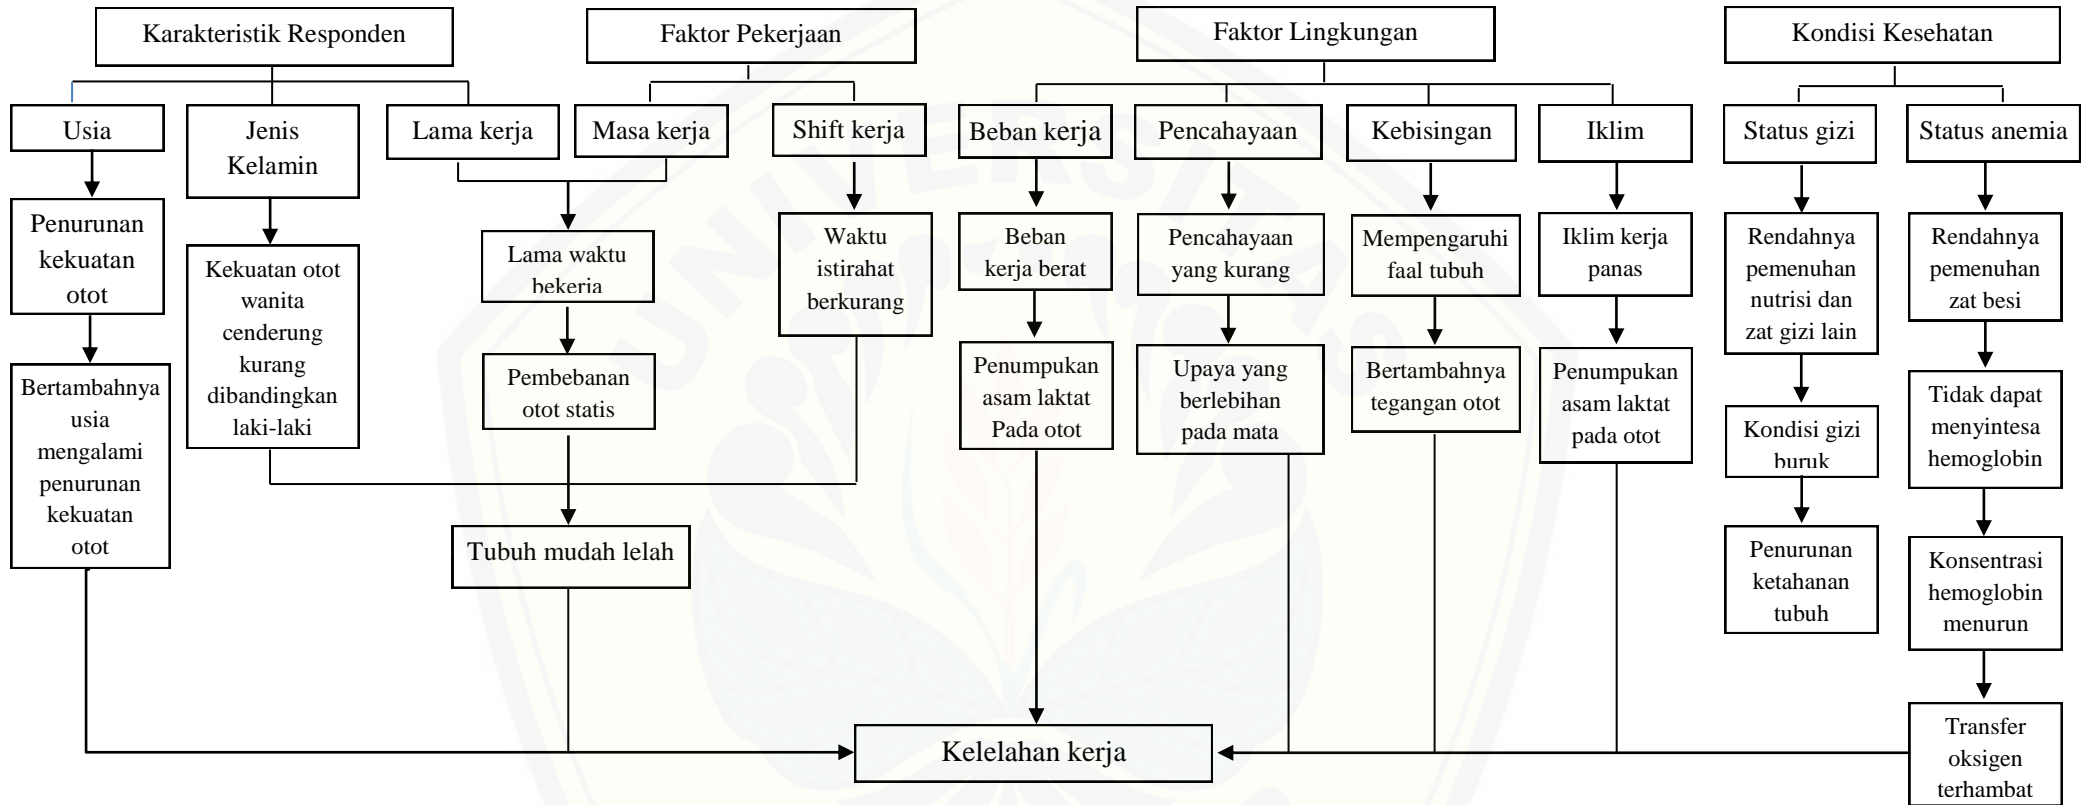 Karakteristik Responden
Faktor Pekerjaan
Faktor Lingkungan
Kondisi Kesehatan
Usia
Jenis
Kelamin
Lama kerja
Masa kerja
Shift kerja
Beban kerja
Pencahayaan
Kebisingan
Iklim
Status gizi
Status anemia
Penurunan
kekuatan
otot
Kekuatan otot
wanita
cenderung
kurang
dibandingkan
laki-laki
Lama waktu
bekerja
Waktu
istirahat
berkurang
Beban
kerja berat
Pencahayaan
yang kurang
Mempengaruhi
faal tubuh
Iklim kerja
panas
Rendahnya
pemenuhan
nutrisi dan
zat gizi lain
Rendahnya
pemenuhan
zat besi
Bertambahnya
usia
mengalami
penurunan
kekuatan
otot
Pembebanan
otot statis
Penumpukan
asam laktat
Pada otot
Upaya yang
berlebihan
pada mata
Bertambahnya
tegangan otot
Penumpukan
asam laktat
pada otot
Kondisi gizi
buruk
Tidak dapat
menyintesa
hemoglobin
Tubuh mudah lelah
Penurunan
ketahanan
tubuh
Konsentrasi
hemoglobin
menurun
Kelelahan kerja
Transfer
oksigen
terhambat
UNIVERSITAS